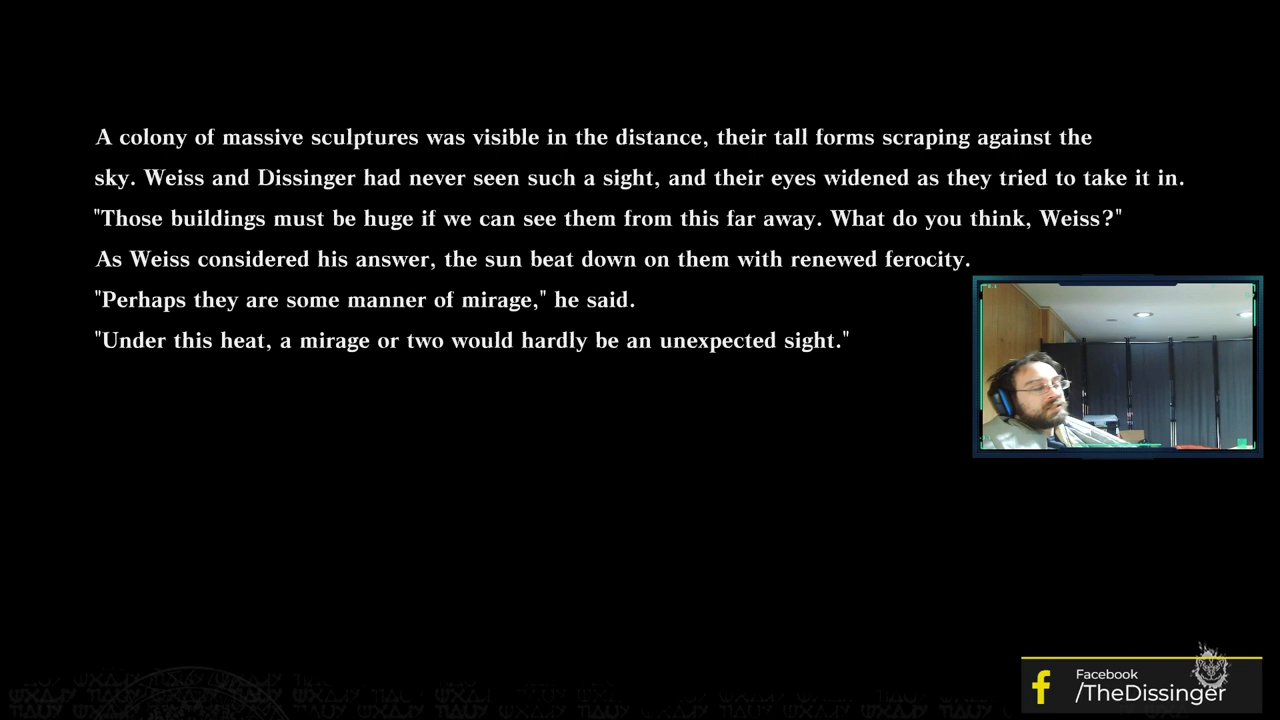 A colony of massive sculptures was visible in the distance, their tall forms scraping against the
sky. Weiss and Dissinger had never seen such a sight, and their eyes widened as they tried to take it in.
"Those buildings must be huge if we can see them from this far away. What do you think, Weiss?"
As Weiss considered his answer, the sun beat down on them with renewed ferocity.
"Perhaps they are some manner of mirage," he said.
"Under this heat, a mirage or two would hardly be an unexpected sight."
Facebook
/TheDissinger